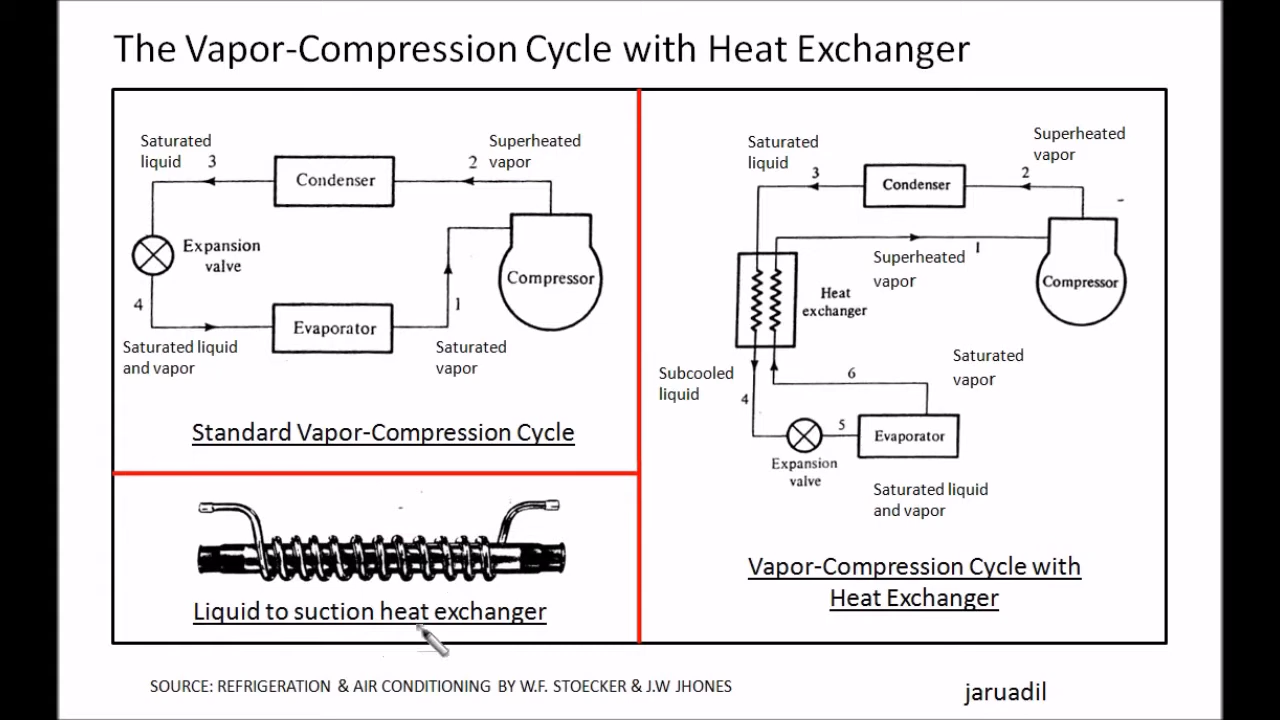 The Vapor-Compression Cycle with Heat Exchanger
Saturated
liquid
3
Condenser
2
Superheated
vapor
Expansion
valve
4
Compressor
1
Evaporator
Saturated liquid
and vapor
Saturated
vapor
Standard Vapor-Compression Cycle
Liquid to suction heat exchanger
Saturated
liquid
3
Condenser
2
Superheated
vapor
1
Superheated
vapor
Compressor
Heat
exchanger
Subcooled
liquid
4
6
Saturated
vapor
5
Evaporator
Expansion
valve
Saturated liquid
and vapor
Vapor-Compression Cycle with
Heat Exchanger
SOURCE: REFRIGERATION & AIR CONDITIONING BY W.F. STOECKER & J.W JHONES
jaruadil